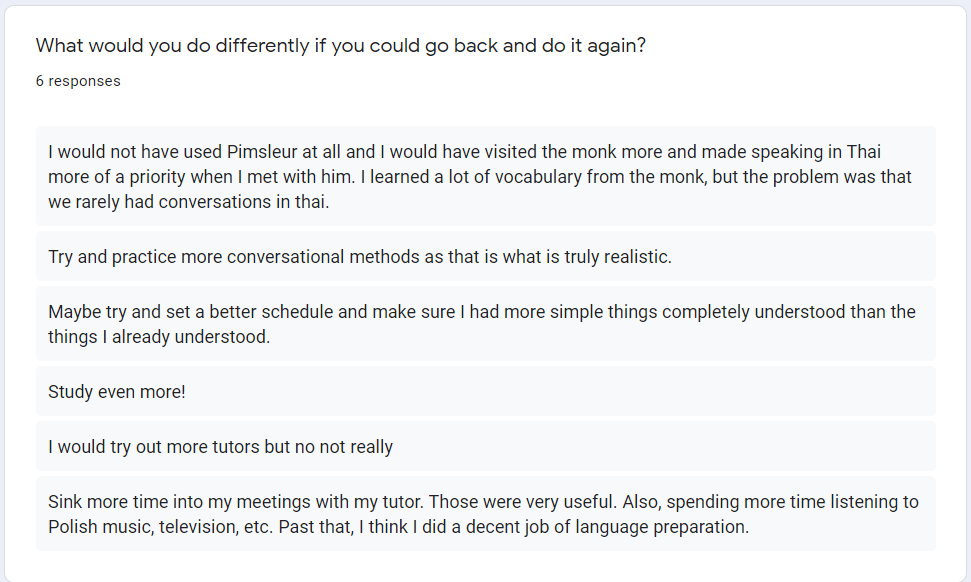 What would you do differently if you could go back and do it again?
6 responses
I would not have used Pimsleur at all and I would have visited the monk more and made speaking in Thai
more of a priority when I met with him. I learned a lot of vocabulary from the monk, but the problem was that
we rarely had conversations in thai.
Try and practice more conversational methods as that is what is truly realistic.
Maybe try and set a better schedule and make sure I had more simple things completely understood than the
things I already understood.
Study even more!
I would try out more tutors but no not really
Sink more time into my meetings with my tutor. Those were very useful. Also, spending more time listening to
Polish music, television, etc. Past that, I think I did a decent job of language preparation.